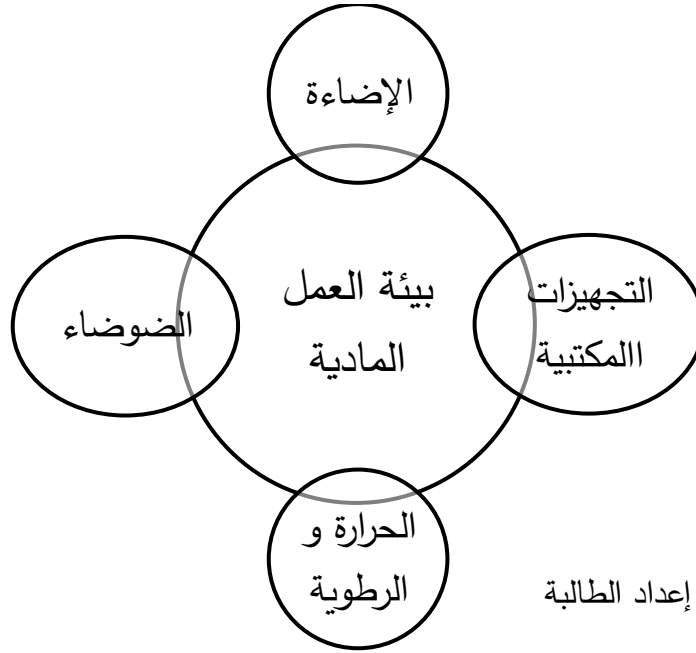 الإضاءة
بيئة العمل
المادية
التجهيزات
االمكتبية
الضوضاء
الحرارة و
الرطوبة
إعداد الطالبة